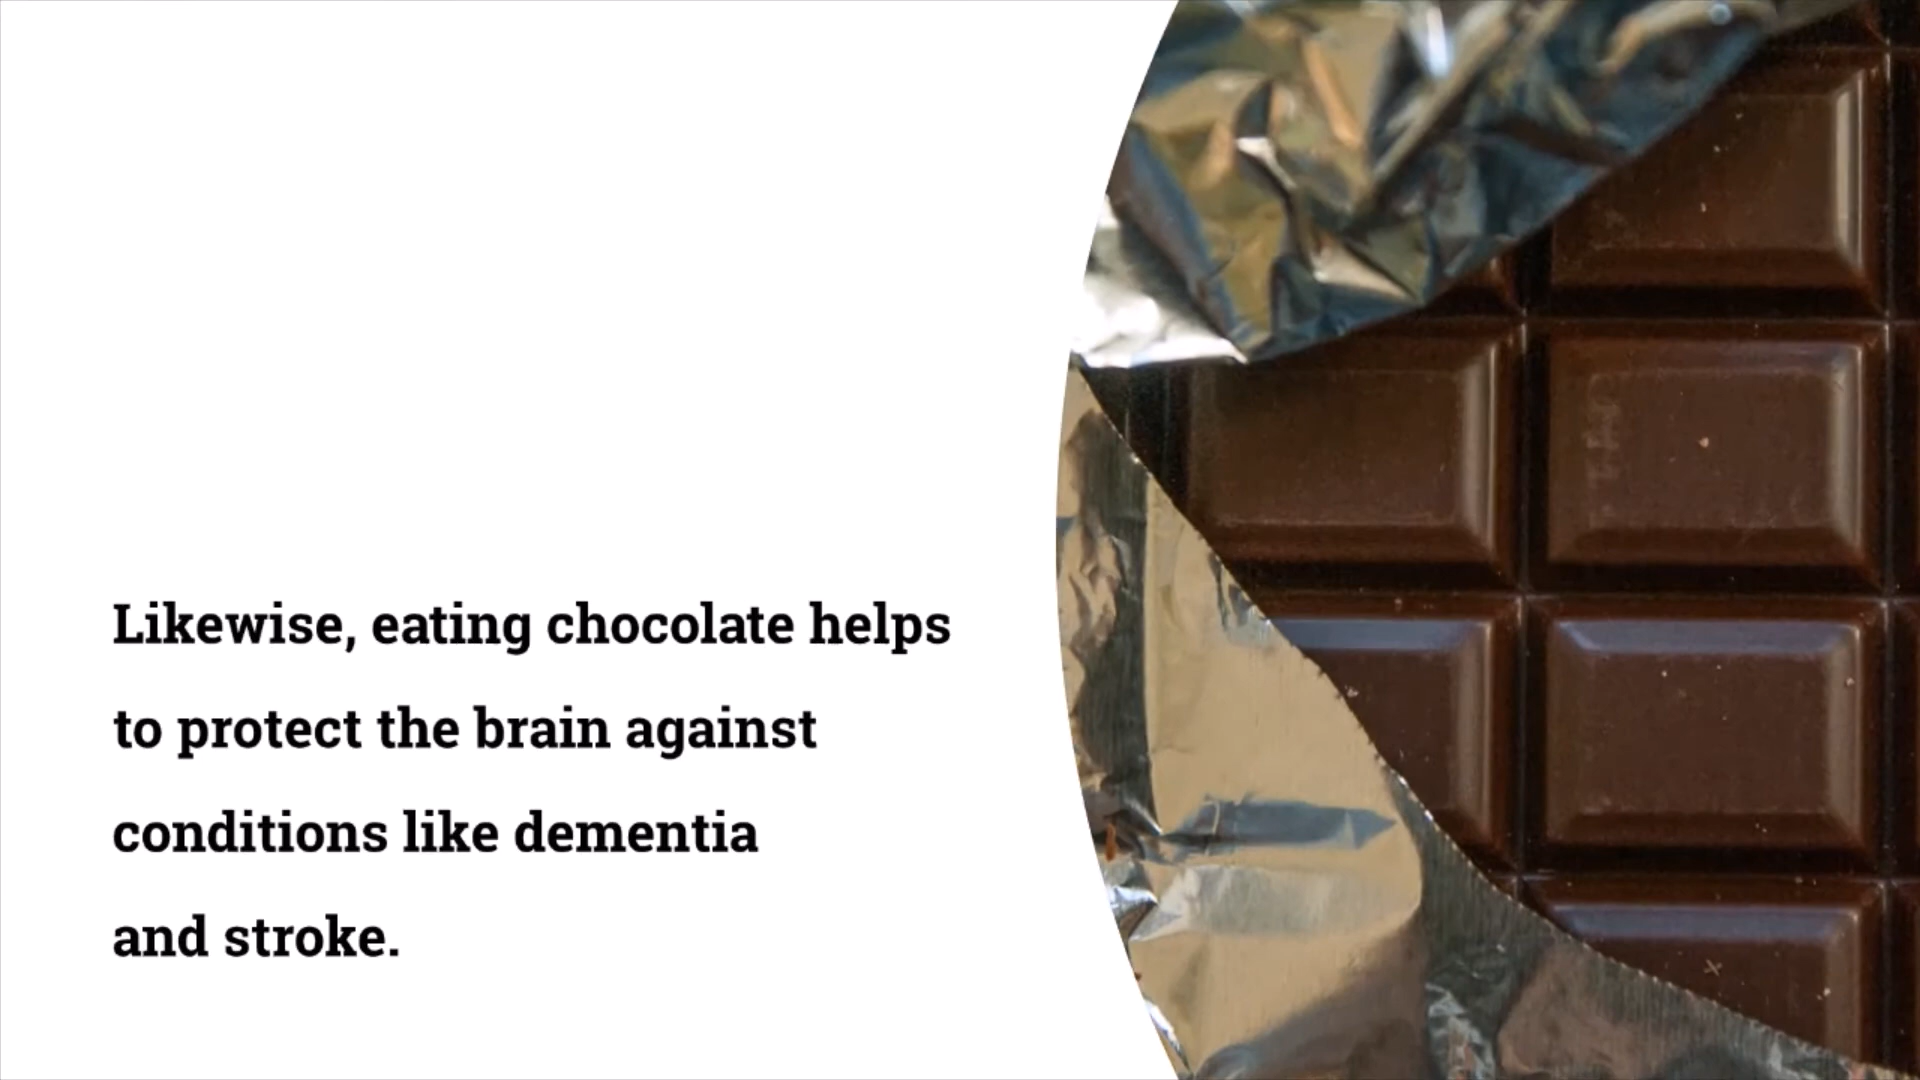 Likewise, eating chocolate helps
to protect the brain against
conditions like dementia
and stroke.